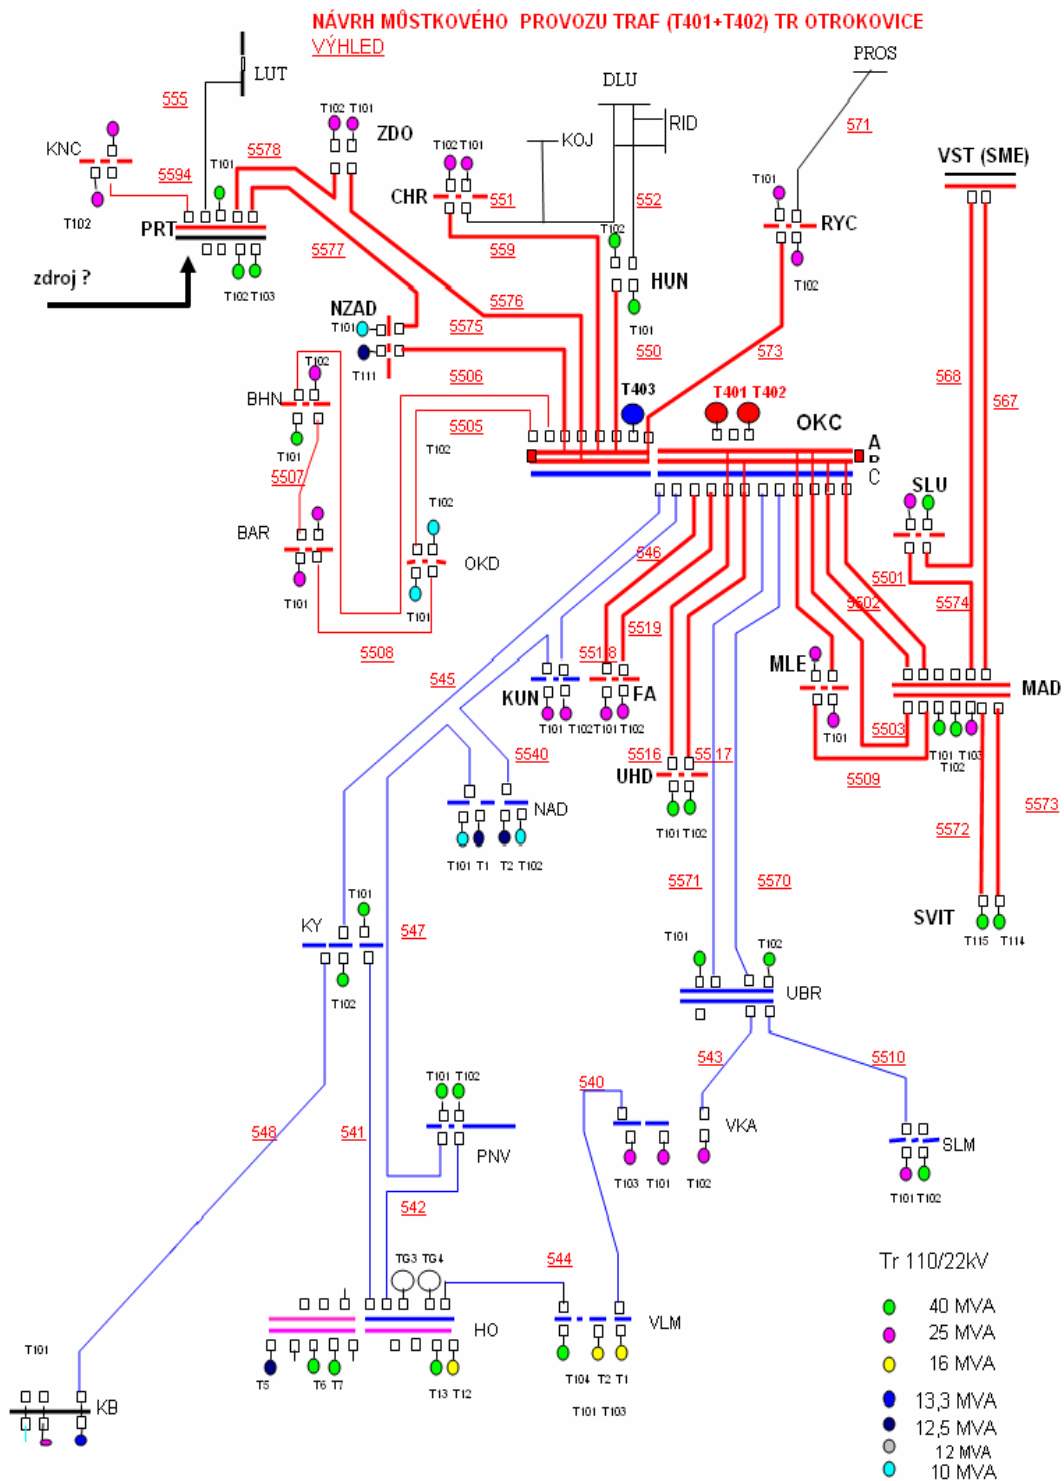 NÁVRH MŮSTKOVÉHO PROVOZU TRAF (T401+T402) TR OTROKOVICE
VÝHLED
LUT
PROS
DLU
555
T102 T101
ZDO
RID
571
KNC
5578
KOJ
T102 T101
VST (SME)
T101
T101
5594
CHR
551
552
T102
T102
RYC
PRT
559
5577
T102
HUN
zdroj ?
T102 T103
NZAD
5576
T101
5575
T101
550
573
T111
T102
5506
568
567
BHN
T403
T401 T402
5505
OKC
A
T102
B
C
T101
5507
SLU
T102
BAR
546
OKD
5501
T101
5502
5574
T101
5519
5508
5518
MLE
545
KUN
FA
MAD
T101 T102
T101 T102
T101
5503
T101
T103
T102
5540
5516
5517
UHD
5509
5573
NAD
T101 T102
5572
T101 T1 T2 T102
5571
5570
T101
SVIT
KY
547
T101
T102
T115 T114
T102
UBR
543
5510
T101 T102
540
548
541
PNV
VKA
SLM
T103 T101
T102
T101 T102
542
TG3 TG4
544
Tr 110/22kV
40 MVA
HO
VLM
25 MVA
T101
16 MVA
T5
T6 T7
T13 T12
T104 T2 T1
KB
T101 T103
13,3 MVA
12,5 MVA
12 MVA
10 MVA